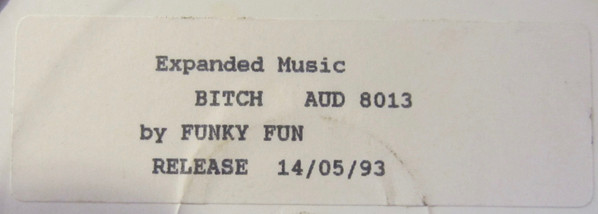 Expanded Music
BITCH AUD 8013
by FUNKY FUN
RELEASE 14/05/93